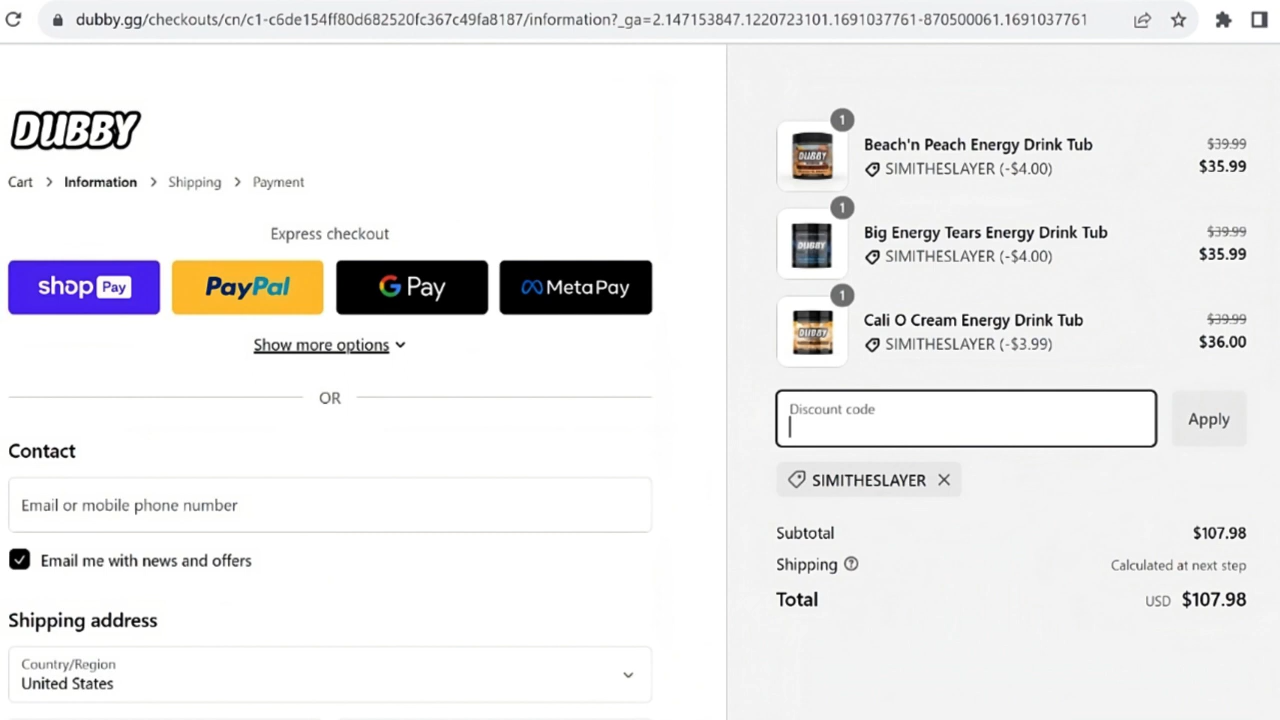 dubby.gg/checkouts/cn/c1-c6de154ff80d682520fc367c49fa8187/information?_ga=2.147153847.1220723101.1691037761-870500061.1691037761
DUBBY
Cart > Information > Shipping > Payment
Express checkout
shop Pay
PayPal
G Pay
Meta Pay
Show more options
OR
Contact
Email or mobile phone number
Email me with news and offers
Shipping address
Country/Region
United States
1
DUBBY
Beach'n Peach Energy Drink Tub
$39.99
SIMITHESLAYER (-$4.00)
$35.99
1
DUBBY
Big Energy Tears Energy Drink Tub
$39.99
SIMITHESLAYER (-$4.00)
$35.99
1
DUBBY
Cali O Cream Energy Drink Tub
$39.99
SIMITHESLAYER (-$3.99)
$36.00
Discount code
Apply
SIMITHESLAYER
Subtotal
$107.98
Shipping
Calculated at next step
Total
USD $107.98